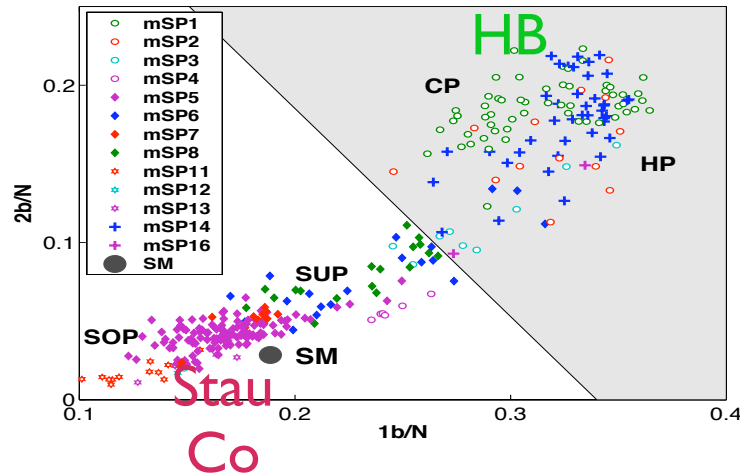 HB
mSP1
mSP2
mSP3
mSP4
mSP5
mSP6
mSP7
mSP8
mSP11
mSP12
mSP13
mSP14
mSP16
SM
CP
HP
SUP
SOP
SM
Stau
Co
2b/N
0.2
0.1
0
0.1
0.2
0.3
0.4
1b/N